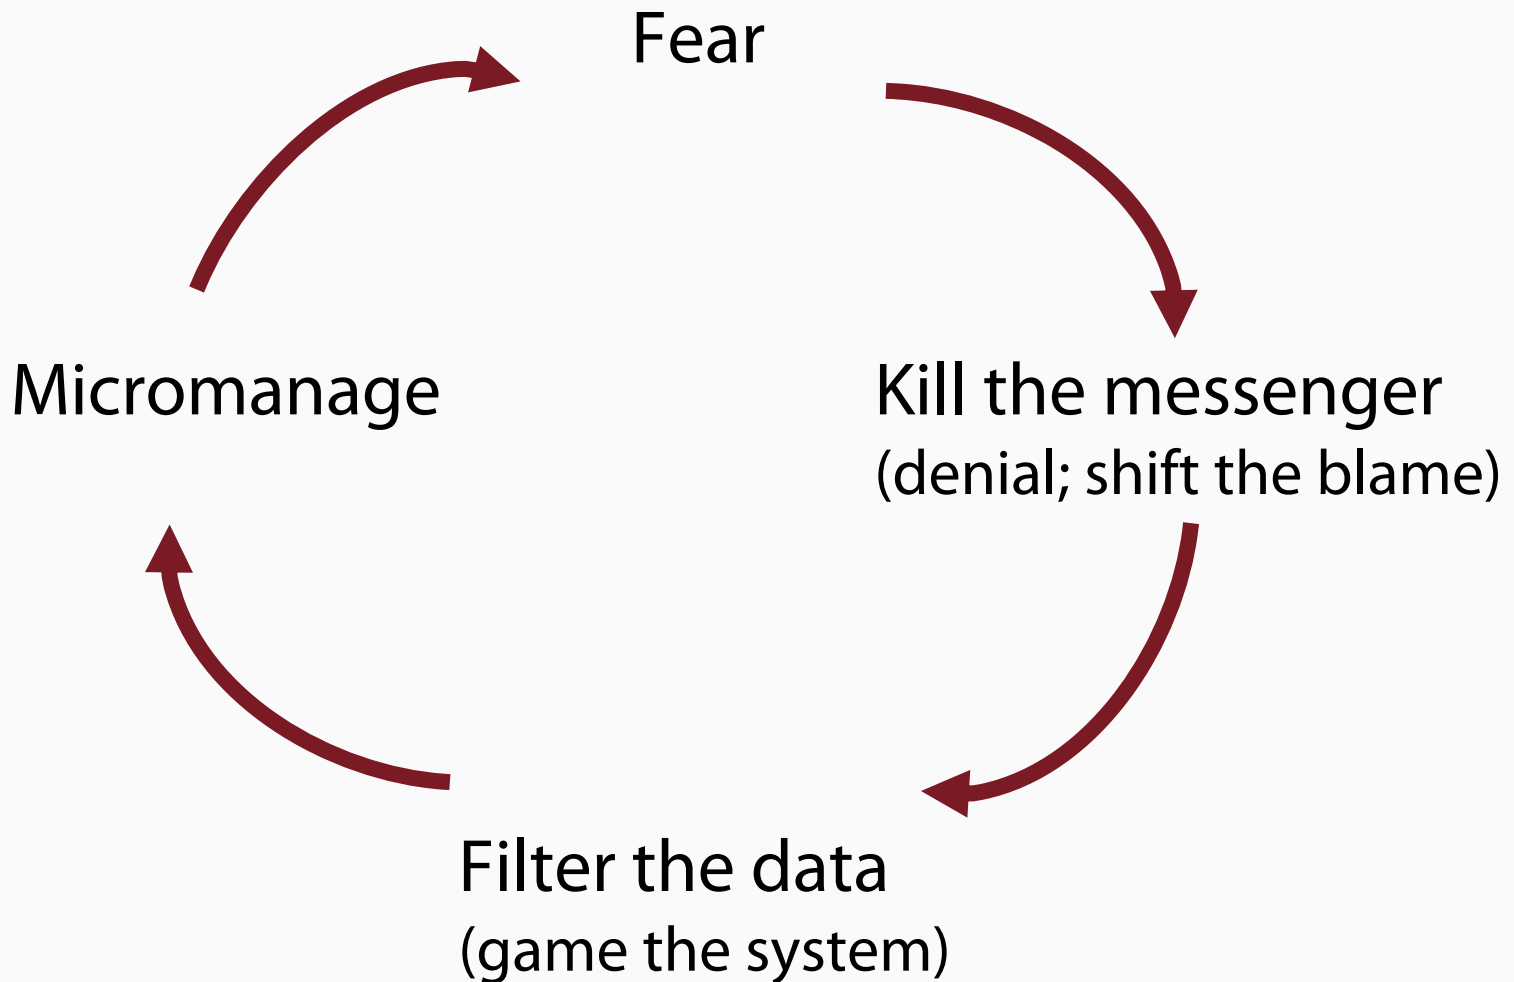 Fear
Micromanage
Kill the messenger
(denial; shift the blame)
Filter the data
(game the system)